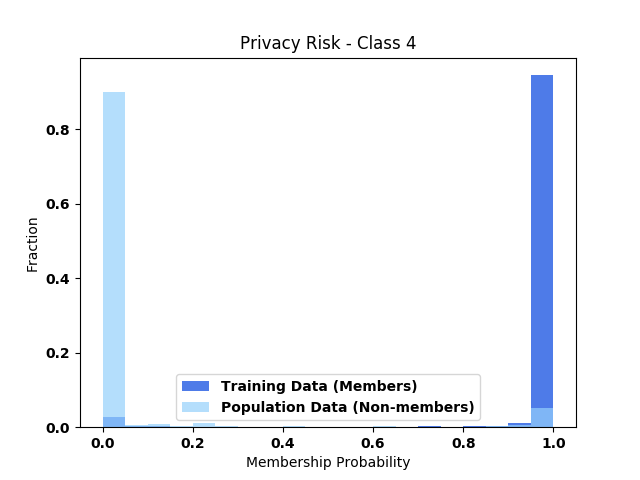 Privacy Risk - Class 4
Fraction
0.8
0.6
0.4
0.2
0.0
Training Data (Members)
Population Data (Non-members)
0.0 0.2 0.4 0.6 0.8 1.0
Membership Probability